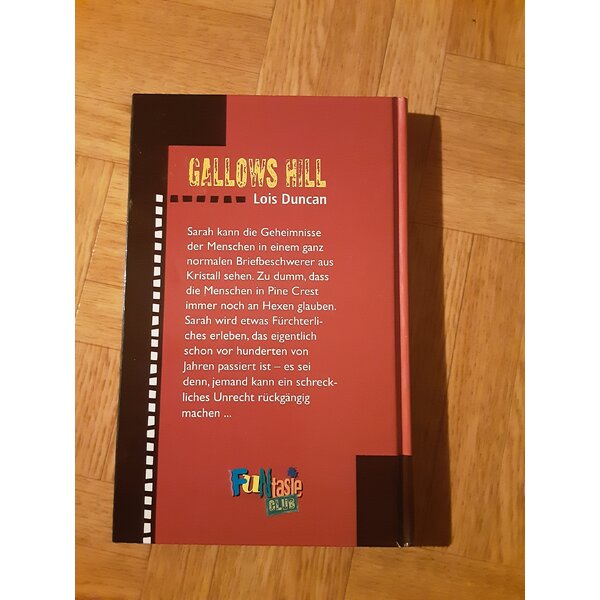 GALLOWS HILL
Lois Duncan
Sarah kann die Geheimnisse
der Menschen in einem ganz
normalen Briefbeschwerer aus
Kristall sehen. Zu dumm, dass
die Menschen in Pine Crest
immer noch an Hexen glauben.
Sarah wird etwas Fürchterli-
ches erleben, das eigentlich
schon vor hunderten von
Jahren passiert ist – es sei
denn, jemand kann ein schreck-
liches Unrecht rückgängig
machen ...
FuNtasie
CLUB